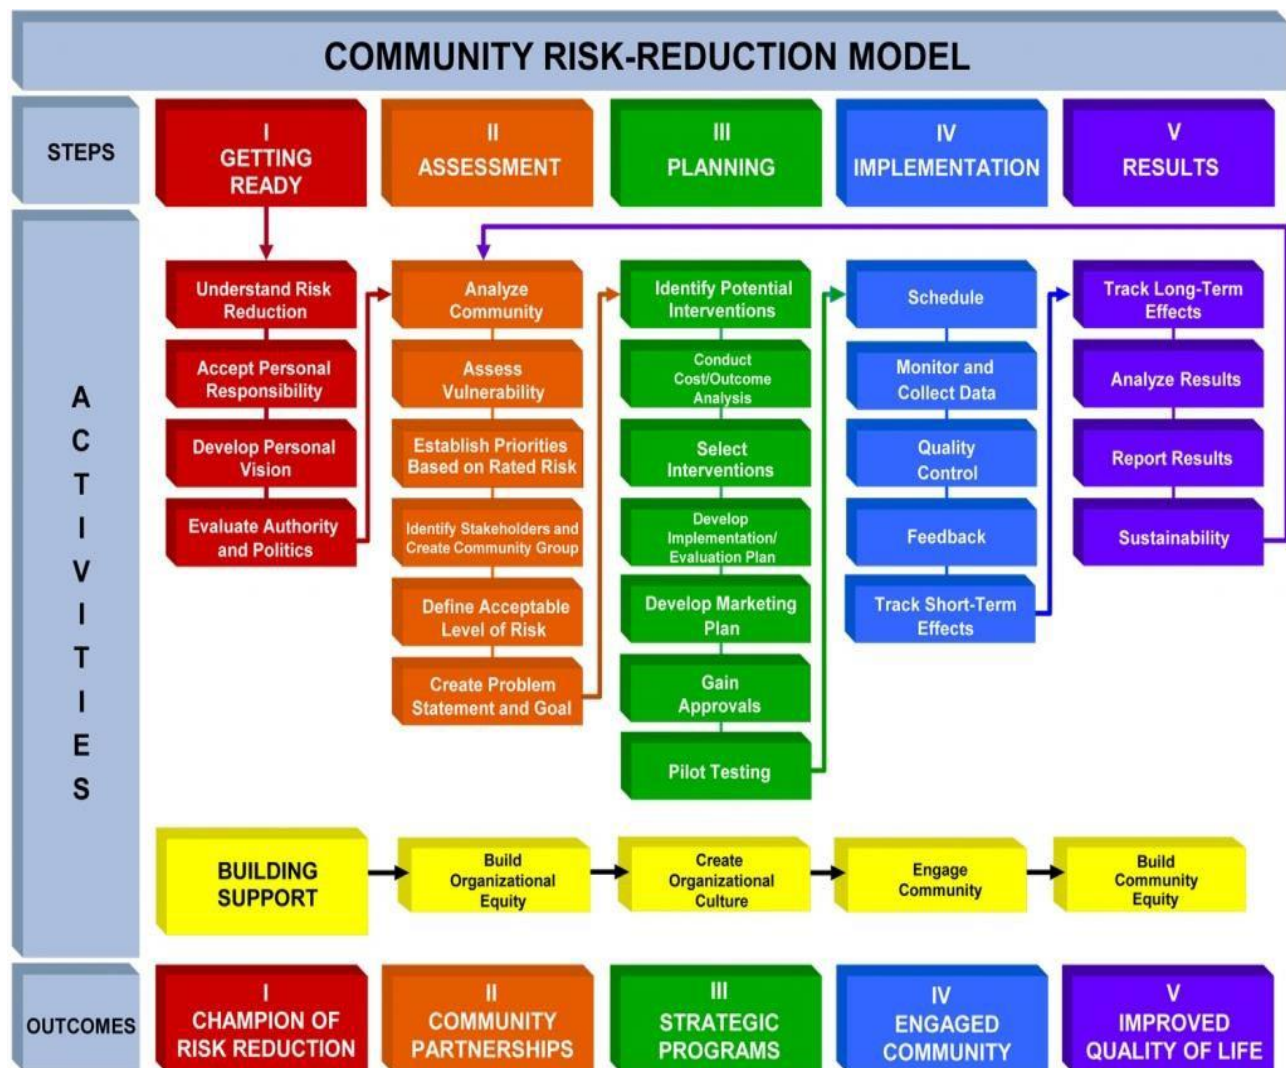 COMMUNITY RISK-REDUCTION MODEL
STEPS
I
GETTING
READY
II
ASSESSMENT
III
PLANNING
IV
IMPLEMENTATION
V
RESULTS
ACTIVITIES
Understand Risk
Reduction
Accept Personal
Responsibility
Develop Personal
Vision
Evaluate Authority
and Politics
Analyze
Community
Assess
Vulnerability
Establish Priorities
Based on Rated Risk
Identify Stakeholders and
Create Community Group
Define Acceptable
Level of Risk
Create Problem
Statement and Goal
Identify Potential
Interventions
Conduct
Cost/Outcome
Analysis
Select
Interventions
Develop
Implementation/
Evaluation Plan
Develop Marketing
Plan
Gain
Approvals
Pilot Testing
Schedule
Monitor and
Collect Data
Quality
Control
Feedback
Track Short-Term
Effects
Track Long-Term
Effects
Analyze Results
Report Results
Sustainability
BUILDING
SUPPORT
Build
Organizational
Equity
Create
Organizational
Culture
Engage
Community
Build
Community
Equity
OUTCOMES
I
CHAMPION OF
RISK REDUCTION
II
COMMUNITY
PARTNERSHIPS
III
STRATEGIC
PROGRAMS
IV
ENGAGED
COMMUNITY
V
IMPROVED
QUALITY OF LIFE